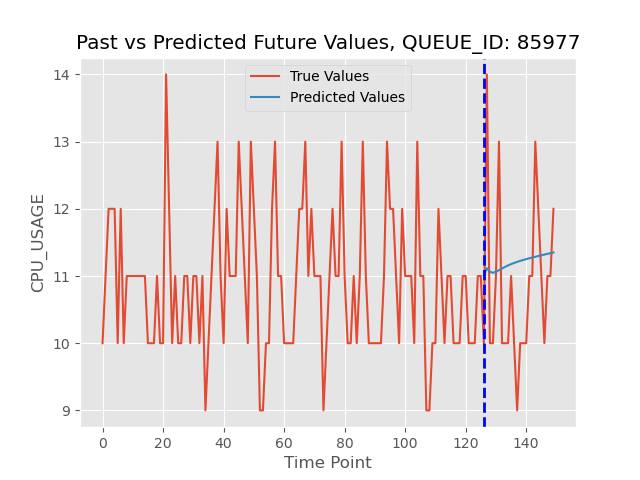 Past vs Predicted Future Values, QUEUE_ID: 85977
True Values
Predicted Values
14
13
12
11
10
9
CPU_USAGE
0 20 40 60 80 100 120 140
Time Point